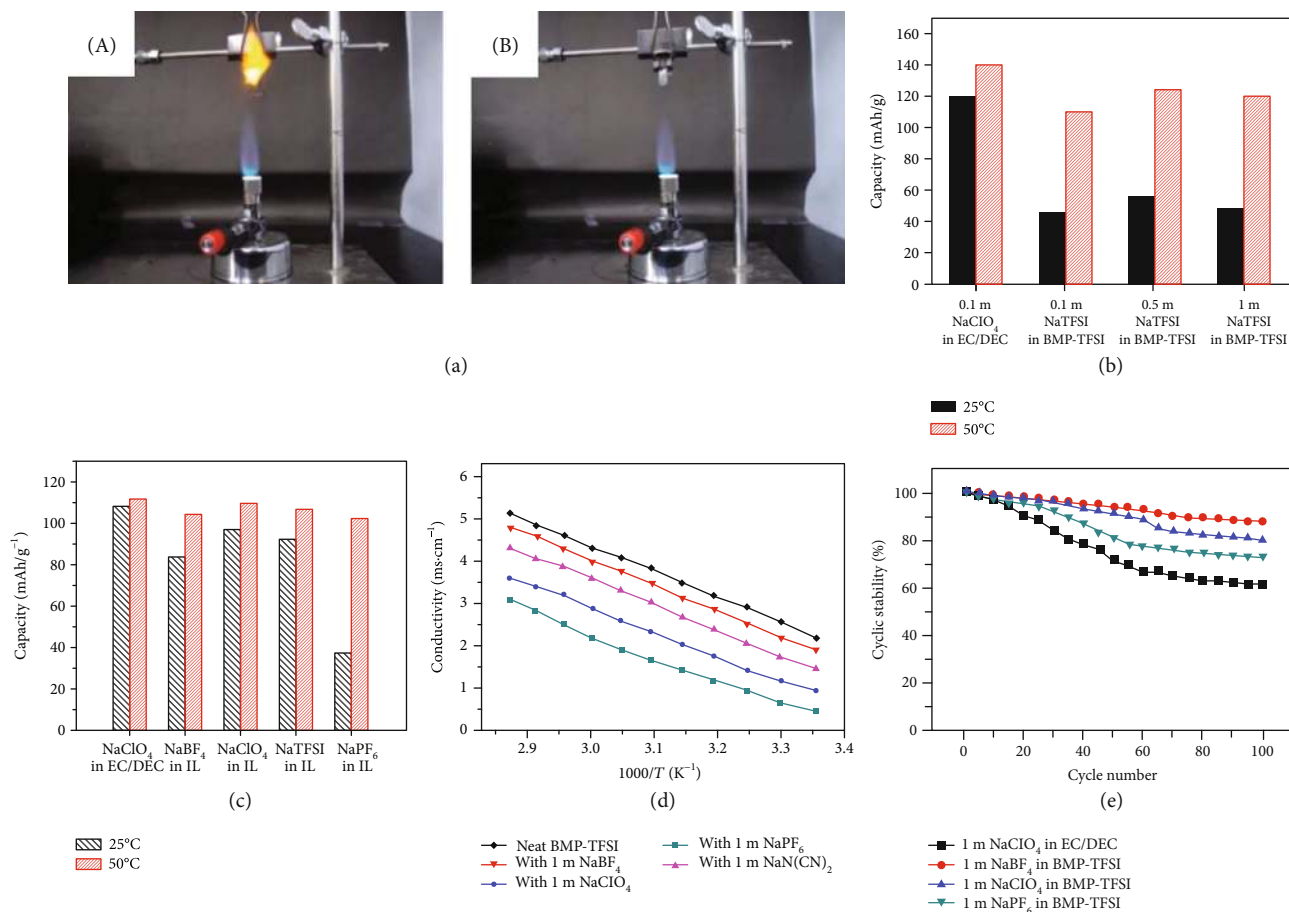 (A)
(B)
(a)
Capacity (mAh/g)
160
140
120
100
80
60
40
20
0
0.1 m
NaClO4
in EC/DEC
0.1 m
NaTFSI
in BMP-TFSI
0.5 m
NaTFSI
in BMP-TFSI
1 m
NaTFSI
in BMP-TFSI
(b)
25°C
50°C
Capacity (mAh/g⁻¹)
120
100
80
60
40
20
0
NaClO4
in EC/DEC
NaBF4
in IL
NaClO4
in IL
NaTFSI
in IL
NaPF6
in IL
(c)
25°C
50°C
Conductivity (ms·cm⁻¹)
6
5
4
3
2
1
0
2.9 3.0 3.1 3.2 3.3 3.4
1000/T (K⁻¹)
(d)
Neat BMP-TFSI
With 1 m NaBF4
With 1 m NaClO4
With 1 m NaPF6
With 1 m NaN(CN)2
Cyclic stability (%)
100
80
60
40
20
0
0 20 40 60 80 100
Cycle number
(e)
1 m NaClO4 in EC/DEC
1 m NaBF4 in BMP-TFSI
1 m NaClO4 in BMP-TFSI
1 m NaPF6 in BMP-TFSI